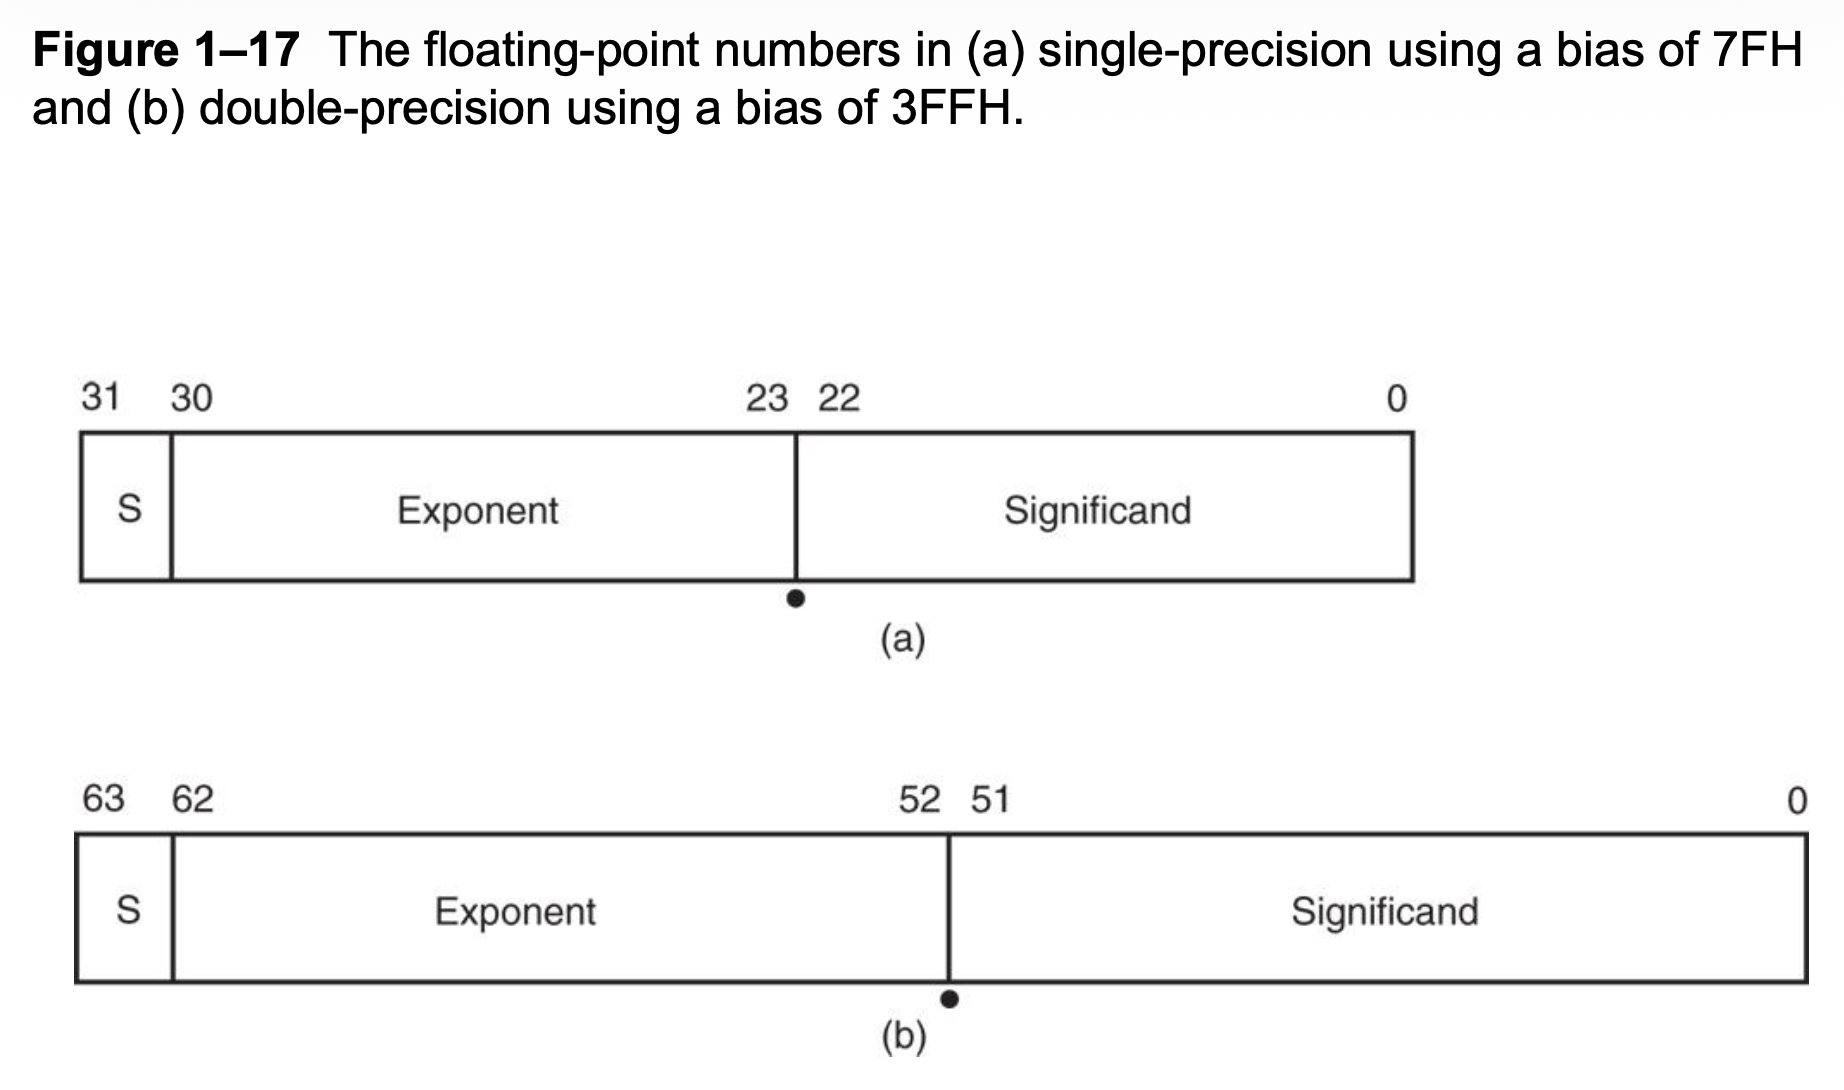 Figure 1–17 The floating-point numbers in (a) single-precision using a bias of 7FH
and (b) double-precision using a bias of 3FFH.
31 30 23 22 0
S Exponent Significand
(a)
63 62 52 51 0
S Exponent Significand
(b)